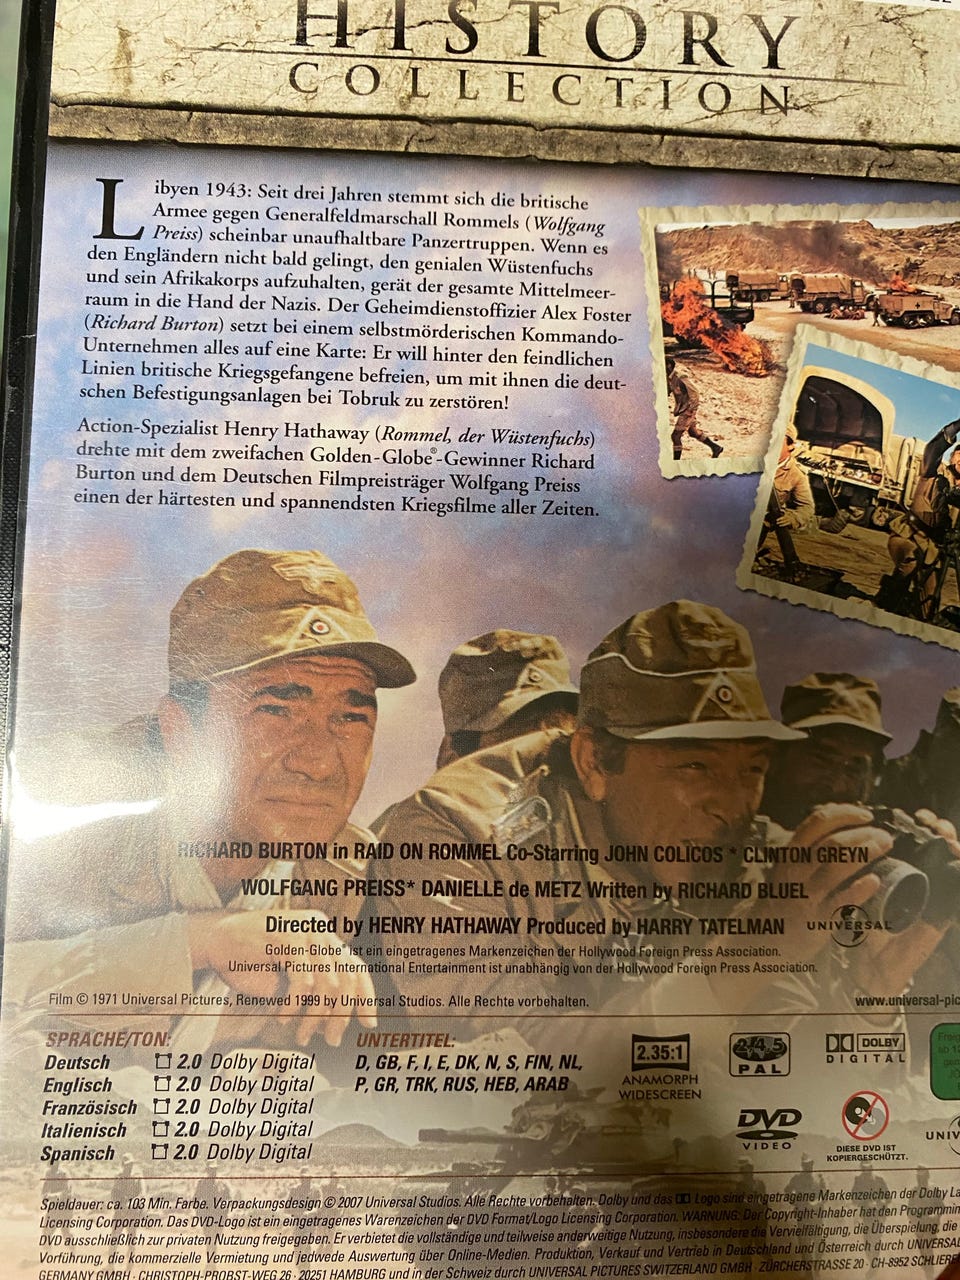 HISTORY
COLLECTION
Libyen 1943: Seit drei Jahren stemmt sich die britische
Armee gegen Generalfeldmarschall Rommels (Wolfgang
Preiss) scheinbar unaufhaltbare Panzertruppen. Wenn es
den Engländern nicht bald gelingt, den genialen Wüstenfuchs
und sein Afrikakorps aufzuhalten, gerät der gesamte Mittelmeer-
raum in die Hand der Nazis. Der Geheimdienstoffizier Alex Foster
(Richard Burton) setzt bei einem selbstmörderischen Kommando-
Unternehmen alles auf eine Karte: Er will hinter den feindlichen
Linien britische Kriegsgefangene befreien, um mit ihnen die deut-
schen Befestigungsanlagen bei Tobruk zu zerstören!
Action-Spezialist Henry Hathaway (Rommel, der Wüstenfuchs)
drehte mit dem zweifachen Golden-Globe®-Gewinner Richard
Burton und dem Deutschen Filmpreisträger Wolfgang Preiss
einen der härtesten und spannendsten Kriegsfilme aller Zeiten.
RICHARD BURTON in RAID ON ROMMEL Co-Starring JOHN COLICOS * CLINTON GREYN
WOLFGANG PREISS* DANIELLE de METZ Written by RICHARD BLUEL
Directed by HENRY HATHAWAY Produced by HARRY TATELMAN
UNIVERSAL
Golden-Globe® ist ein eingetragenes Markenzeichen der Hollywood Foreign Press Association.
Universal Pictures International Entertainment ist unabhängig von der Hollywood Foreign Press Association.
Film © 1971 Universal Pictures, Renewed 1999 by Universal Studios. Alle Rechte vorbehalten.
www.universal-pic
SPRACHE/TON:
Deutsch 2.0 Dolby Digital
Englisch 2.0 Dolby Digital
Französisch 2.0 Dolby Digital
Italienisch 2.0 Dolby Digital
Spanisch 2.0 Dolby Digital
UNTERTITEL:
D, GB, F, I, E, DK, N, S, FIN, NL,
P, GR, TRK, RUS, HEB, ARAB
2.35:1
ANAMORPH
WIDESCREEN
2 4 5
PAL
DOLBY
DIGITAL
DVD
VIDEO
DIESE DVD IST
KOPIERGESCHÜTZT.
UNIV
Spieldauer: ca. 103 Min. Farbe. Verpackungsdesign © 2007 Universal Studios. Alle Rechte vorbehalten. Dolby und das Logo sind eingetragene Markenzeichen der Dolby La
Licensing Corporation. Das DVD-Logo ist ein eingetragenes Warenzeichen der DVD Format/Logo Licensing Corporation. WARNUNG: Der Copyright-Inhaber hat den Programmin
DVD ausschließlich zur privaten Nutzung freigegeben. Er verbietet die vollständige und teilweise anderweitige Nutzung, insbesondere die Vervielfältigung, die Überspielung, die
Vorführung, die kommerzielle Vermietung und jedwede Auswertung über Online-Medien. Produktion, Verkauf und Vertrieb in Deutschland und Österreich durch UNIVERSAL
GERMANY GMBH · CHRISTOPH-PROBST-WEG 26 · 20251 HAMBURG und in der Schweiz durch UNIVERSAL PICTURES SWITZERLAND GMBH · ZÜRCHERSTRASSE 20 · CH-8952 SCHLIERE